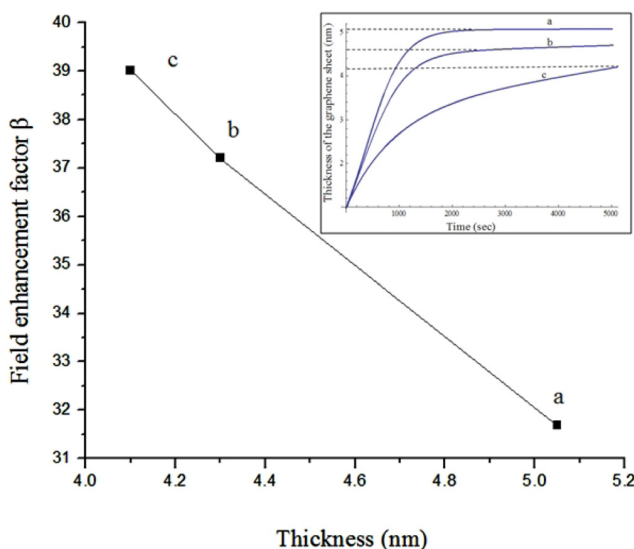 40
39
38
37
36
35
34
33
32
31
Field enhancement factor β
c
b
a
4.0 4.2 4.4 4.6 4.8 5.0 5.2
Thickness (nm)
Thickness of the graphene sheet (nm)
5
4
3
2
a
b
c
1000 2000 3000 4000 5000
Time (sec)